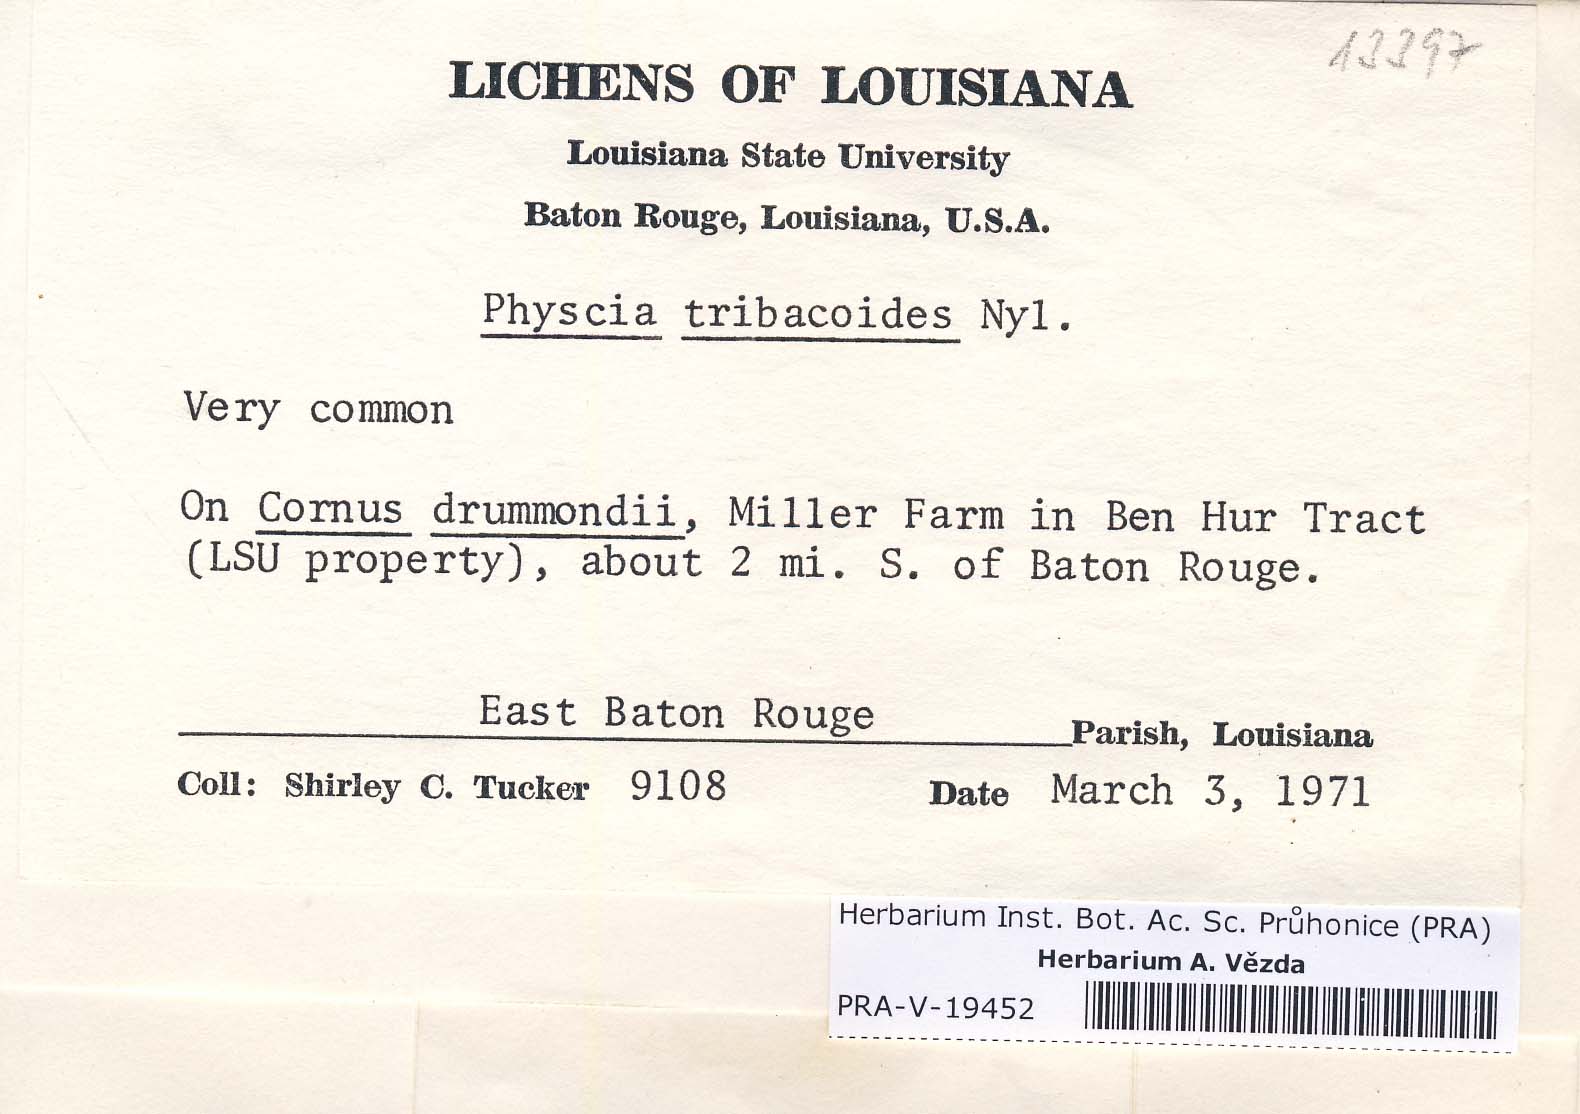 13397
LICHENS OF LOUISIANA
Louisiana State University
Baton Rouge, Louisiana, U.S.A.
Physcia tribacoides Nyl.
Very common
On Cornus drummondii, Miller Farm in Ben Hur Tract
(LSU property), about 2 mi. S. of Baton Rouge.
East Baton Rouge Parish, Louisiana
Coll: Shirley C. Tucker 9108 Date March 3, 1971
Herbarium Inst. Bot. Ac. Sc. Průhonice (PRA)
Herbarium A. Vězda
PRA-V-19452